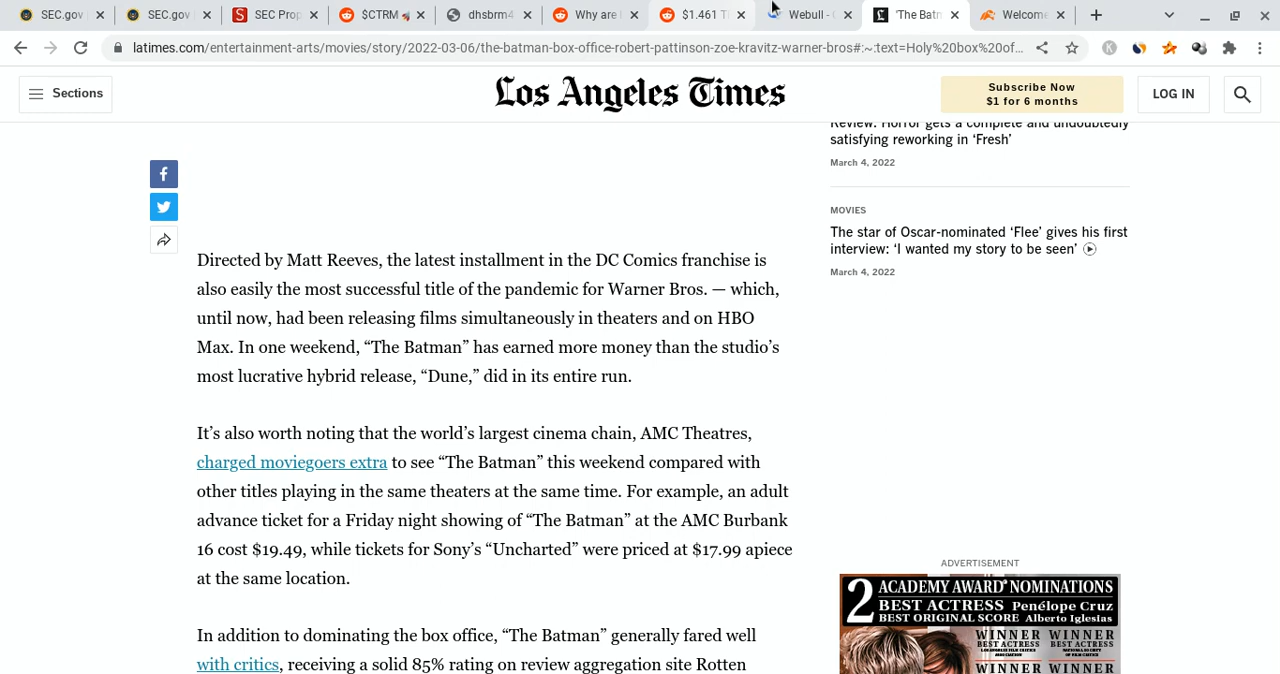 SEC.gov
SEC.gov
SEC Prop
$CTRM
dhsbrm4
Why are
$1.461 T
Webull -
'The Batm
Welcome
latimes.com/entertainment-arts/movies/story/2022-03-06/the-batman-box-office-robert-pattinson-zoe-kravitz-warner-bros#:~:text=Holy%20box%20of...
Sections
Los Angeles Times
Subscribe Now
$1 for 6 months
LOG IN
Directed by Matt Reeves, the latest installment in the DC Comics franchise is
also easily the most successful title of the pandemic for Warner Bros. — which,
until now, had been releasing films simultaneously in theaters and on HBO
Max. In one weekend, “The Batman” has earned more money than the studio’s
most lucrative hybrid release, “Dune,” did in its entire run.
It’s also worth noting that the world’s largest cinema chain, AMC Theatres,
charged moviegoers extra to see “The Batman” this weekend compared with
other titles playing in the same theaters at the same time. For example, an adult
advance ticket for a Friday night showing of “The Batman” at the AMC Burbank
16 cost $19.49, while tickets for Sony’s “Uncharted” were priced at $17.99 apiece
at the same location.
In addition to dominating the box office, “The Batman” generally fared well
with critics, receiving a solid 85% rating on review aggregation site Rotten
Review: Horror gets a complete and undoubtedly
satisfying reworking in ‘Fresh’
March 4, 2022
MOVIES
The star of Oscar-nominated ‘Flee’ gives his first
interview: ‘I wanted my story to be seen’
March 4, 2022
ADVERTISEMENT
2 ACADEMY AWARD NOMINATIONS
BEST ACTRESS Penélope Cruz
BEST ORIGINAL SCORE Alberto Iglesias
WINNER WINNER
BEST ACTRESS BEST ACTRESS
WINNER WINNER